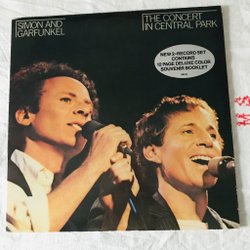 SIMON AND
GARFUNKEL
THE CONCERT
IN CENTRAL PARK
NEW 2-RECORD SET
CONTAINS
12 PAGE DELUXE COLOR
SOUVENIR BOOKLET